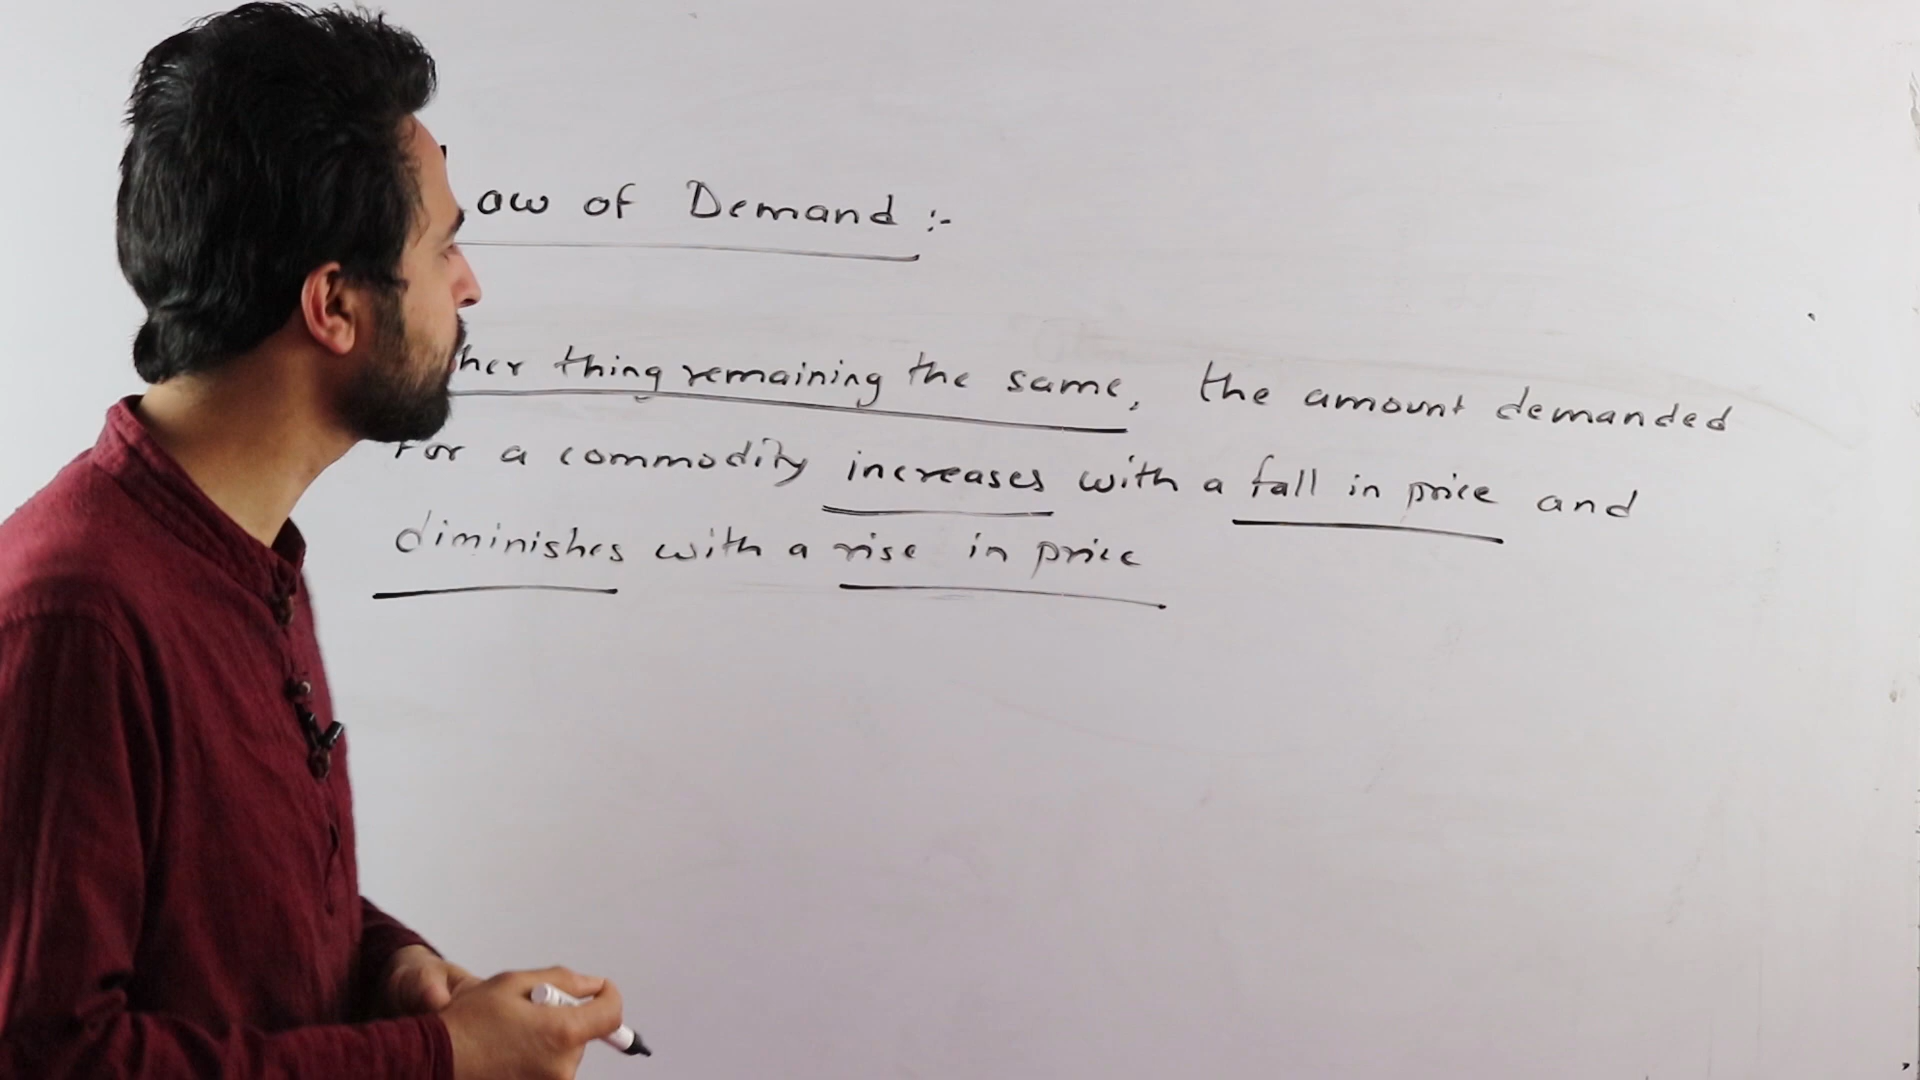 aw of Demand :-
her thing remaining the same, the amount demanded
For a commodity increases with a fall in price and
diminishes with a rise in price